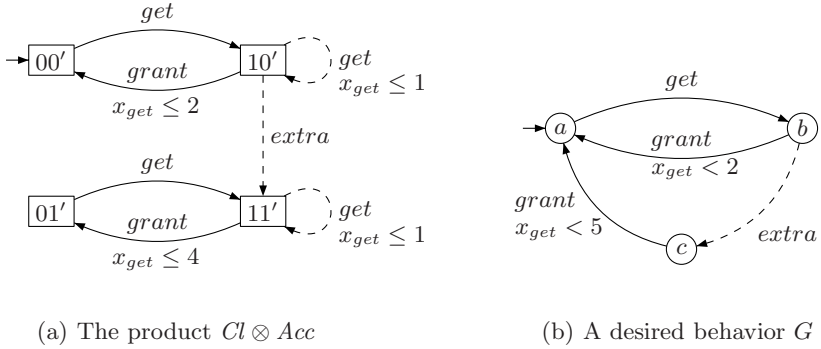 get
00′
10′
grant
x_get ≤ 2
get
x_get ≤ 1
extra
get
01′
11′
grant
x_get ≤ 4
get
x_get ≤ 1
(a) The product Cl ⊗ Acc
get
a
b
grant
x_get < 2
grant
x_get < 5
c
extra
(b) A desired behavior G